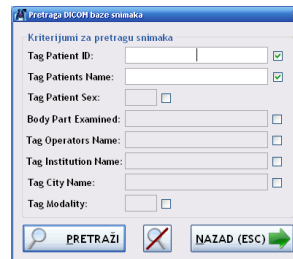 Pretraga DICOM baze snimaka
Kriterijumi za pretragu snimaka
Tag Patient ID:
Tag Patients Name:
Tag Patient Sex:
Body Part Examined:
Tag Operators Name:
Tag Institution Name:
Tag City Name:
Tag Modality:
PRETRAŽI
NAZAD (ESC)